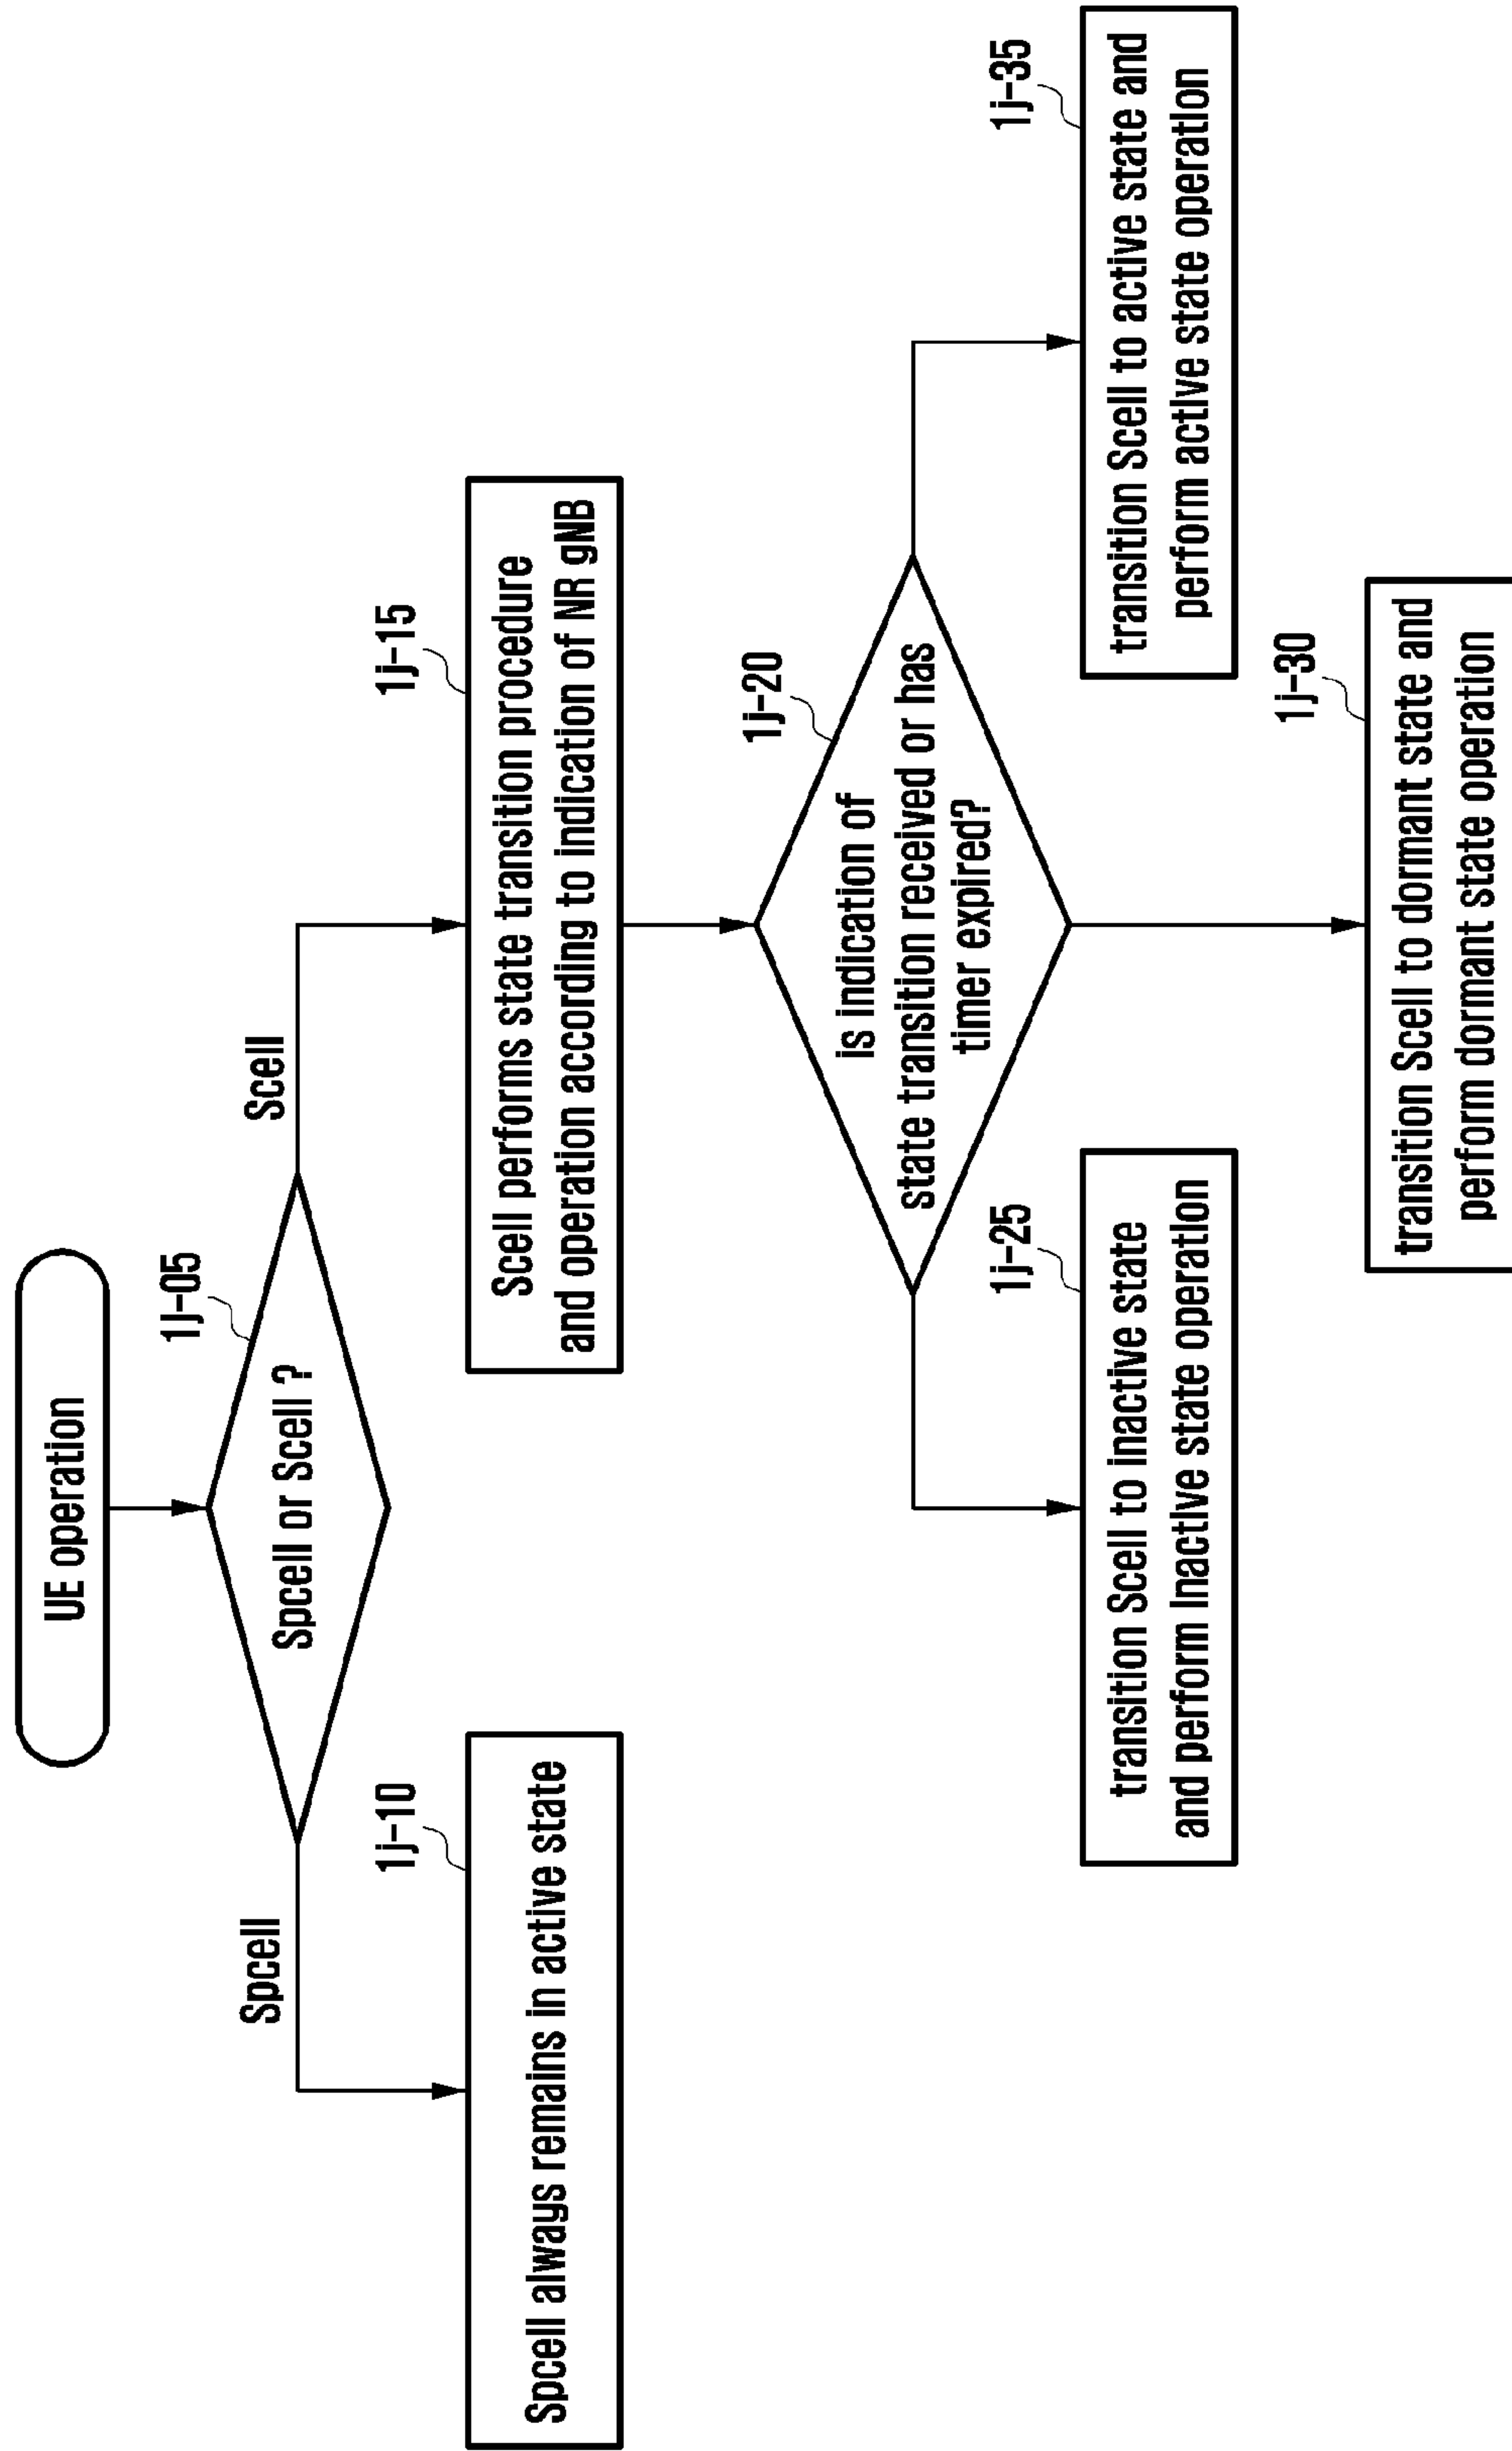 UE operation
1j-05
Spcell or Scell ?
Spcell
Scell
1j-10
Spcell always remains in active state
1j-15
Scell performs state transition procedure
and operation according to indication of NR gNB
1j-20
is indication of
state transition received or has
timer expired?
1j-25
transition Scell to inactive state
and perform inactive state operation
1j-35
transition Scell to active state and
perform active state operation
1j-30
transition Scell to dormant state and
perform dormant state operation